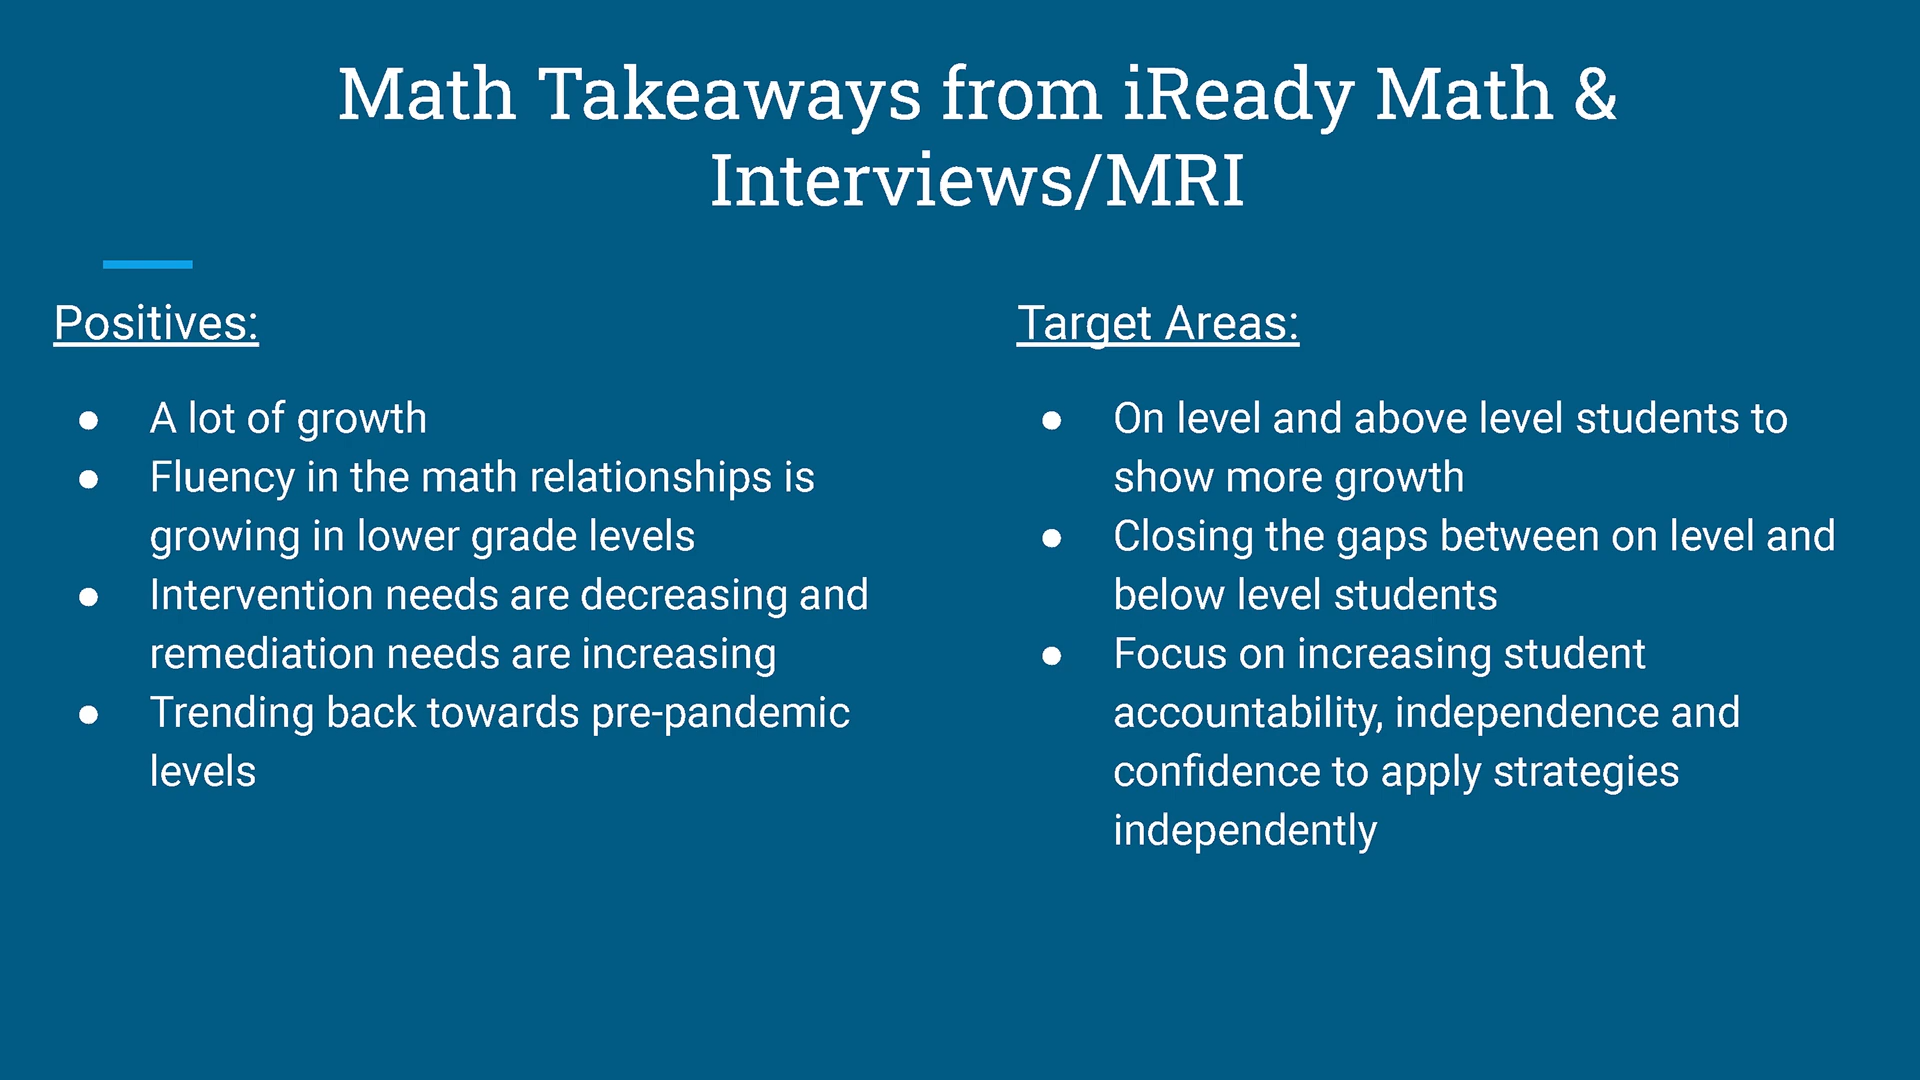 Math Takeaways from iReady Math &
Interviews/MRI
Positives:
● A lot of growth
● Fluency in the math relationships is
growing in lower grade levels
● Intervention needs are decreasing and
remediation needs are increasing
● Trending back towards pre-pandemic
levels
Target Areas:
● On level and above level students to
show more growth
● Closing the gaps between on level and
below level students
● Focus on increasing student
accountability, independence and
confidence to apply strategies
independently